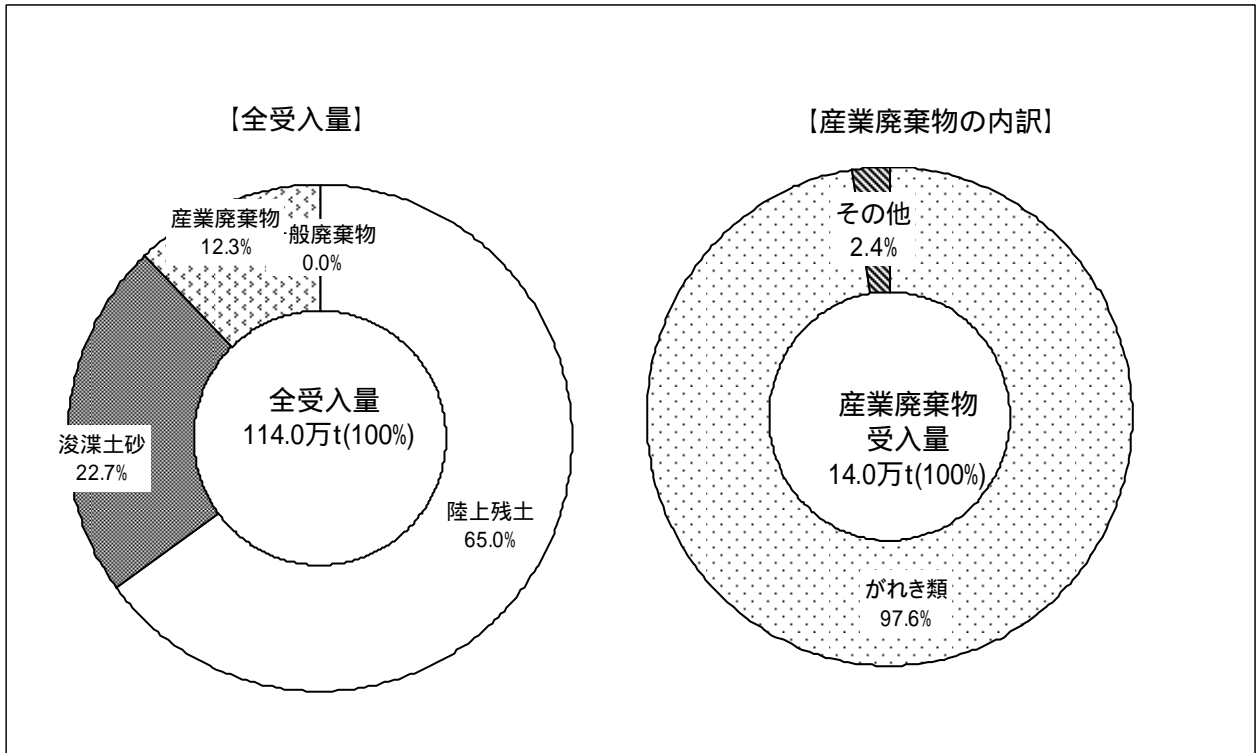 【全受入量】
産業廃棄物
12.3%
一般廃棄物
0.0%
浚渫土砂
22.7%
全受入量
114.0万t(100%)
陸上残土
65.0%
【産業廃棄物の内訳】
その他
2.4%
産業廃棄物
受入量
14.0万t(100%)
がれき類
97.6%